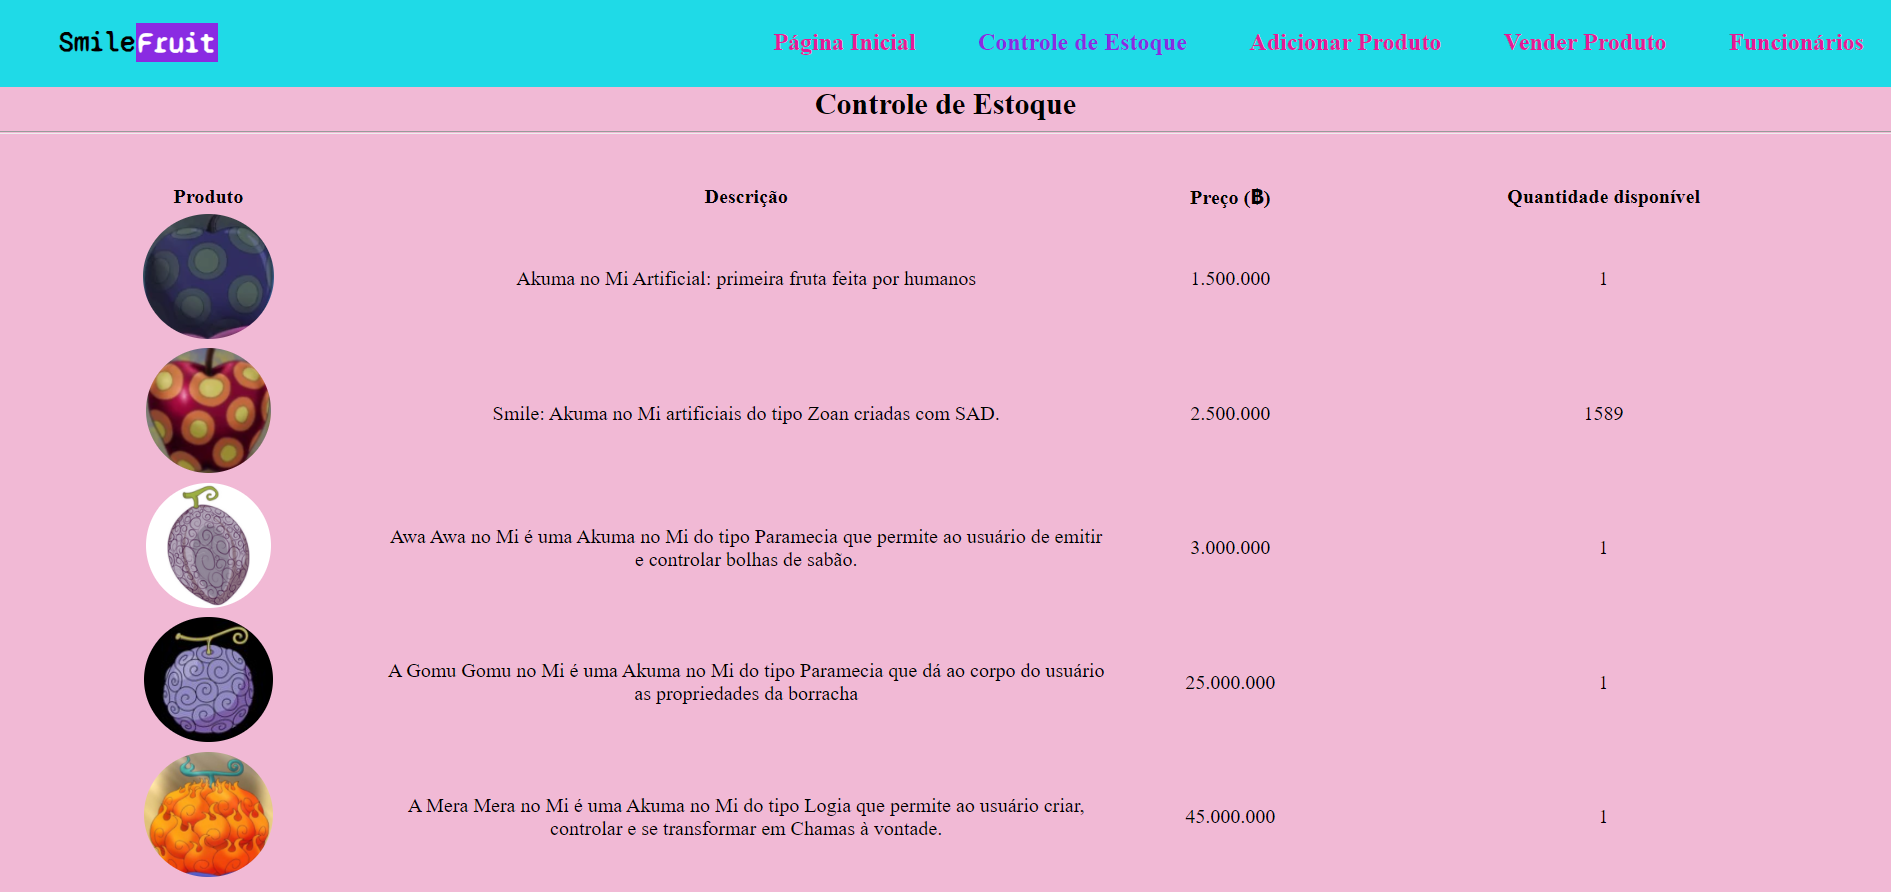 SmileFruit
Página Inicial Controle de Estoque Adicionar Produto Vender Produto Funcionários
Controle de Estoque
Produto Descrição Preço (฿) Quantidade disponível
Akuma no Mi Artificial: primeira fruta feita por humanos 1.500.000 1
Smile: Akuma no Mi artificiais do tipo Zoan criadas com SAD. 2.500.000 1589
Awa Awa no Mi é uma Akuma no Mi do tipo Paramecia que permite ao usuário de emitir
e controlar bolhas de sabão.
3.000.000 1
A Gomu Gomu no Mi é uma Akuma no Mi do tipo Paramecia que dá ao corpo do usuário
as propriedades da borracha
25.000.000 1
A Mera Mera no Mi é uma Akuma no Mi do tipo Logia que permite ao usuário criar,
controlar e se transformar em Chamas à vontade.
45.000.000 1